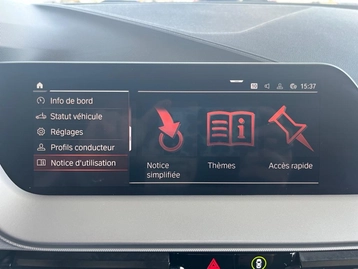 15:37
Info de bord
Statut véhicule
Réglages
Profils conducteur
Notice d'utilisation
Notice
simplifiée
Thèmes
Accès rapide